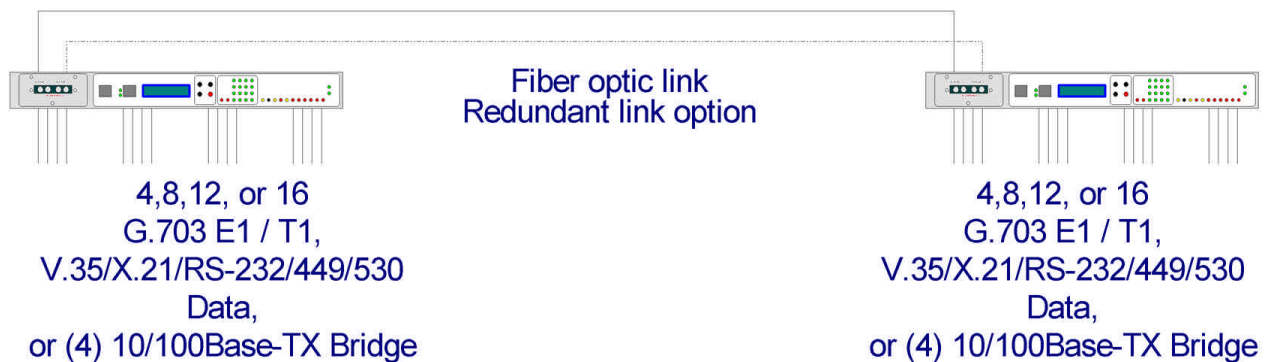 Fiber optic link
Redundant link option
4,8,12, or 16
G.703 E1 / T1,
V.35/X.21/RS-232/449/530
Data,
or (4) 10/100Base-TX Bridge
4,8,12, or 16
G.703 E1 / T1,
V.35/X.21/RS-232/449/530
Data,
or (4) 10/100Base-TX Bridge